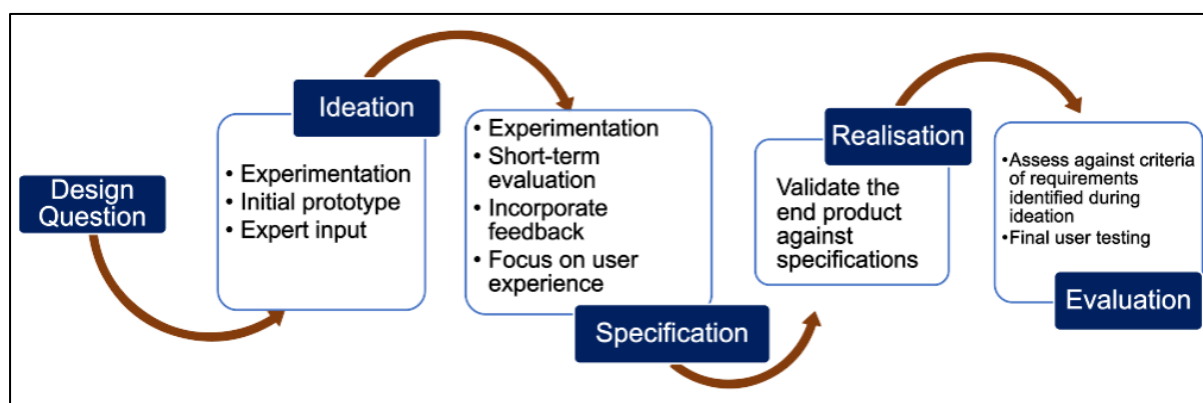 Design
Question
Ideation
• Experimentation
• Initial prototype
• Expert input
• Experimentation
• Short-term
evaluation
• Incorporate
feedback
• Focus on user
experience
Specification
Realisation
Validate the
end product
against
specifications
•Assess against criteria
of requirements
identified during
ideation
•Final user testing
Evaluation